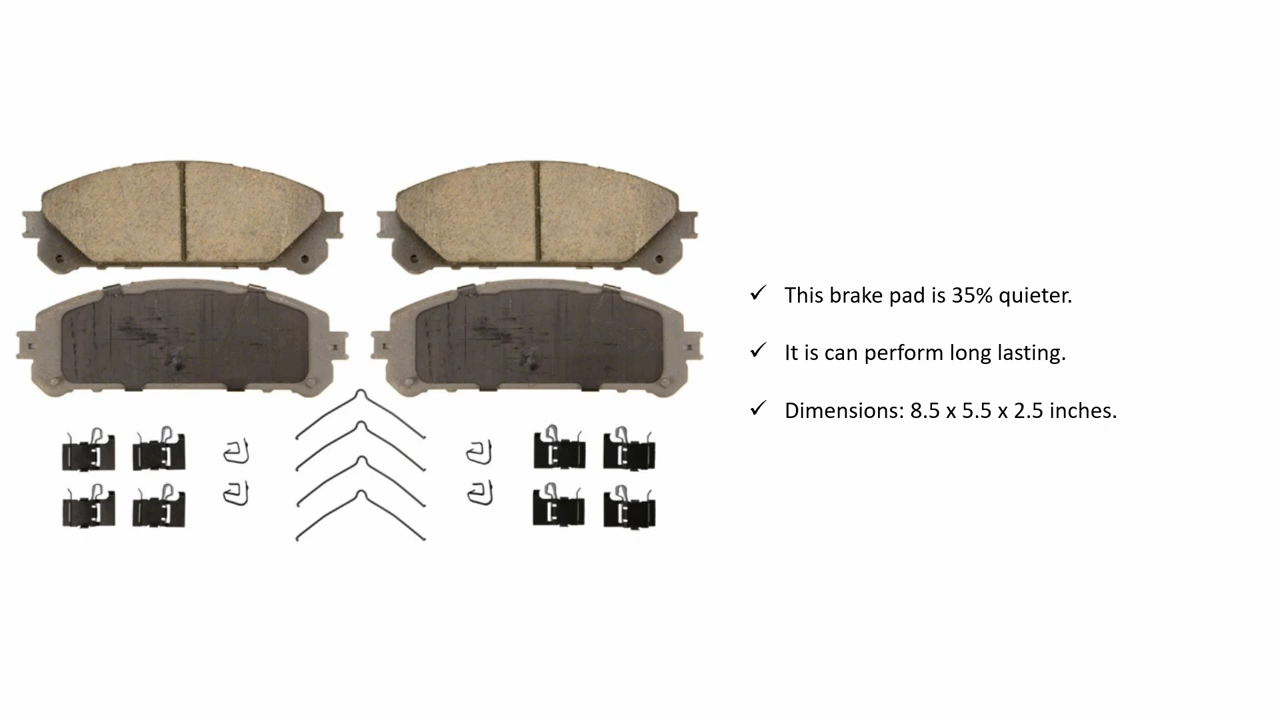 This brake pad is 35% quieter.
It is can perform long lasting.
Dimensions: 8.5 x 5.5 x 2.5 inches.